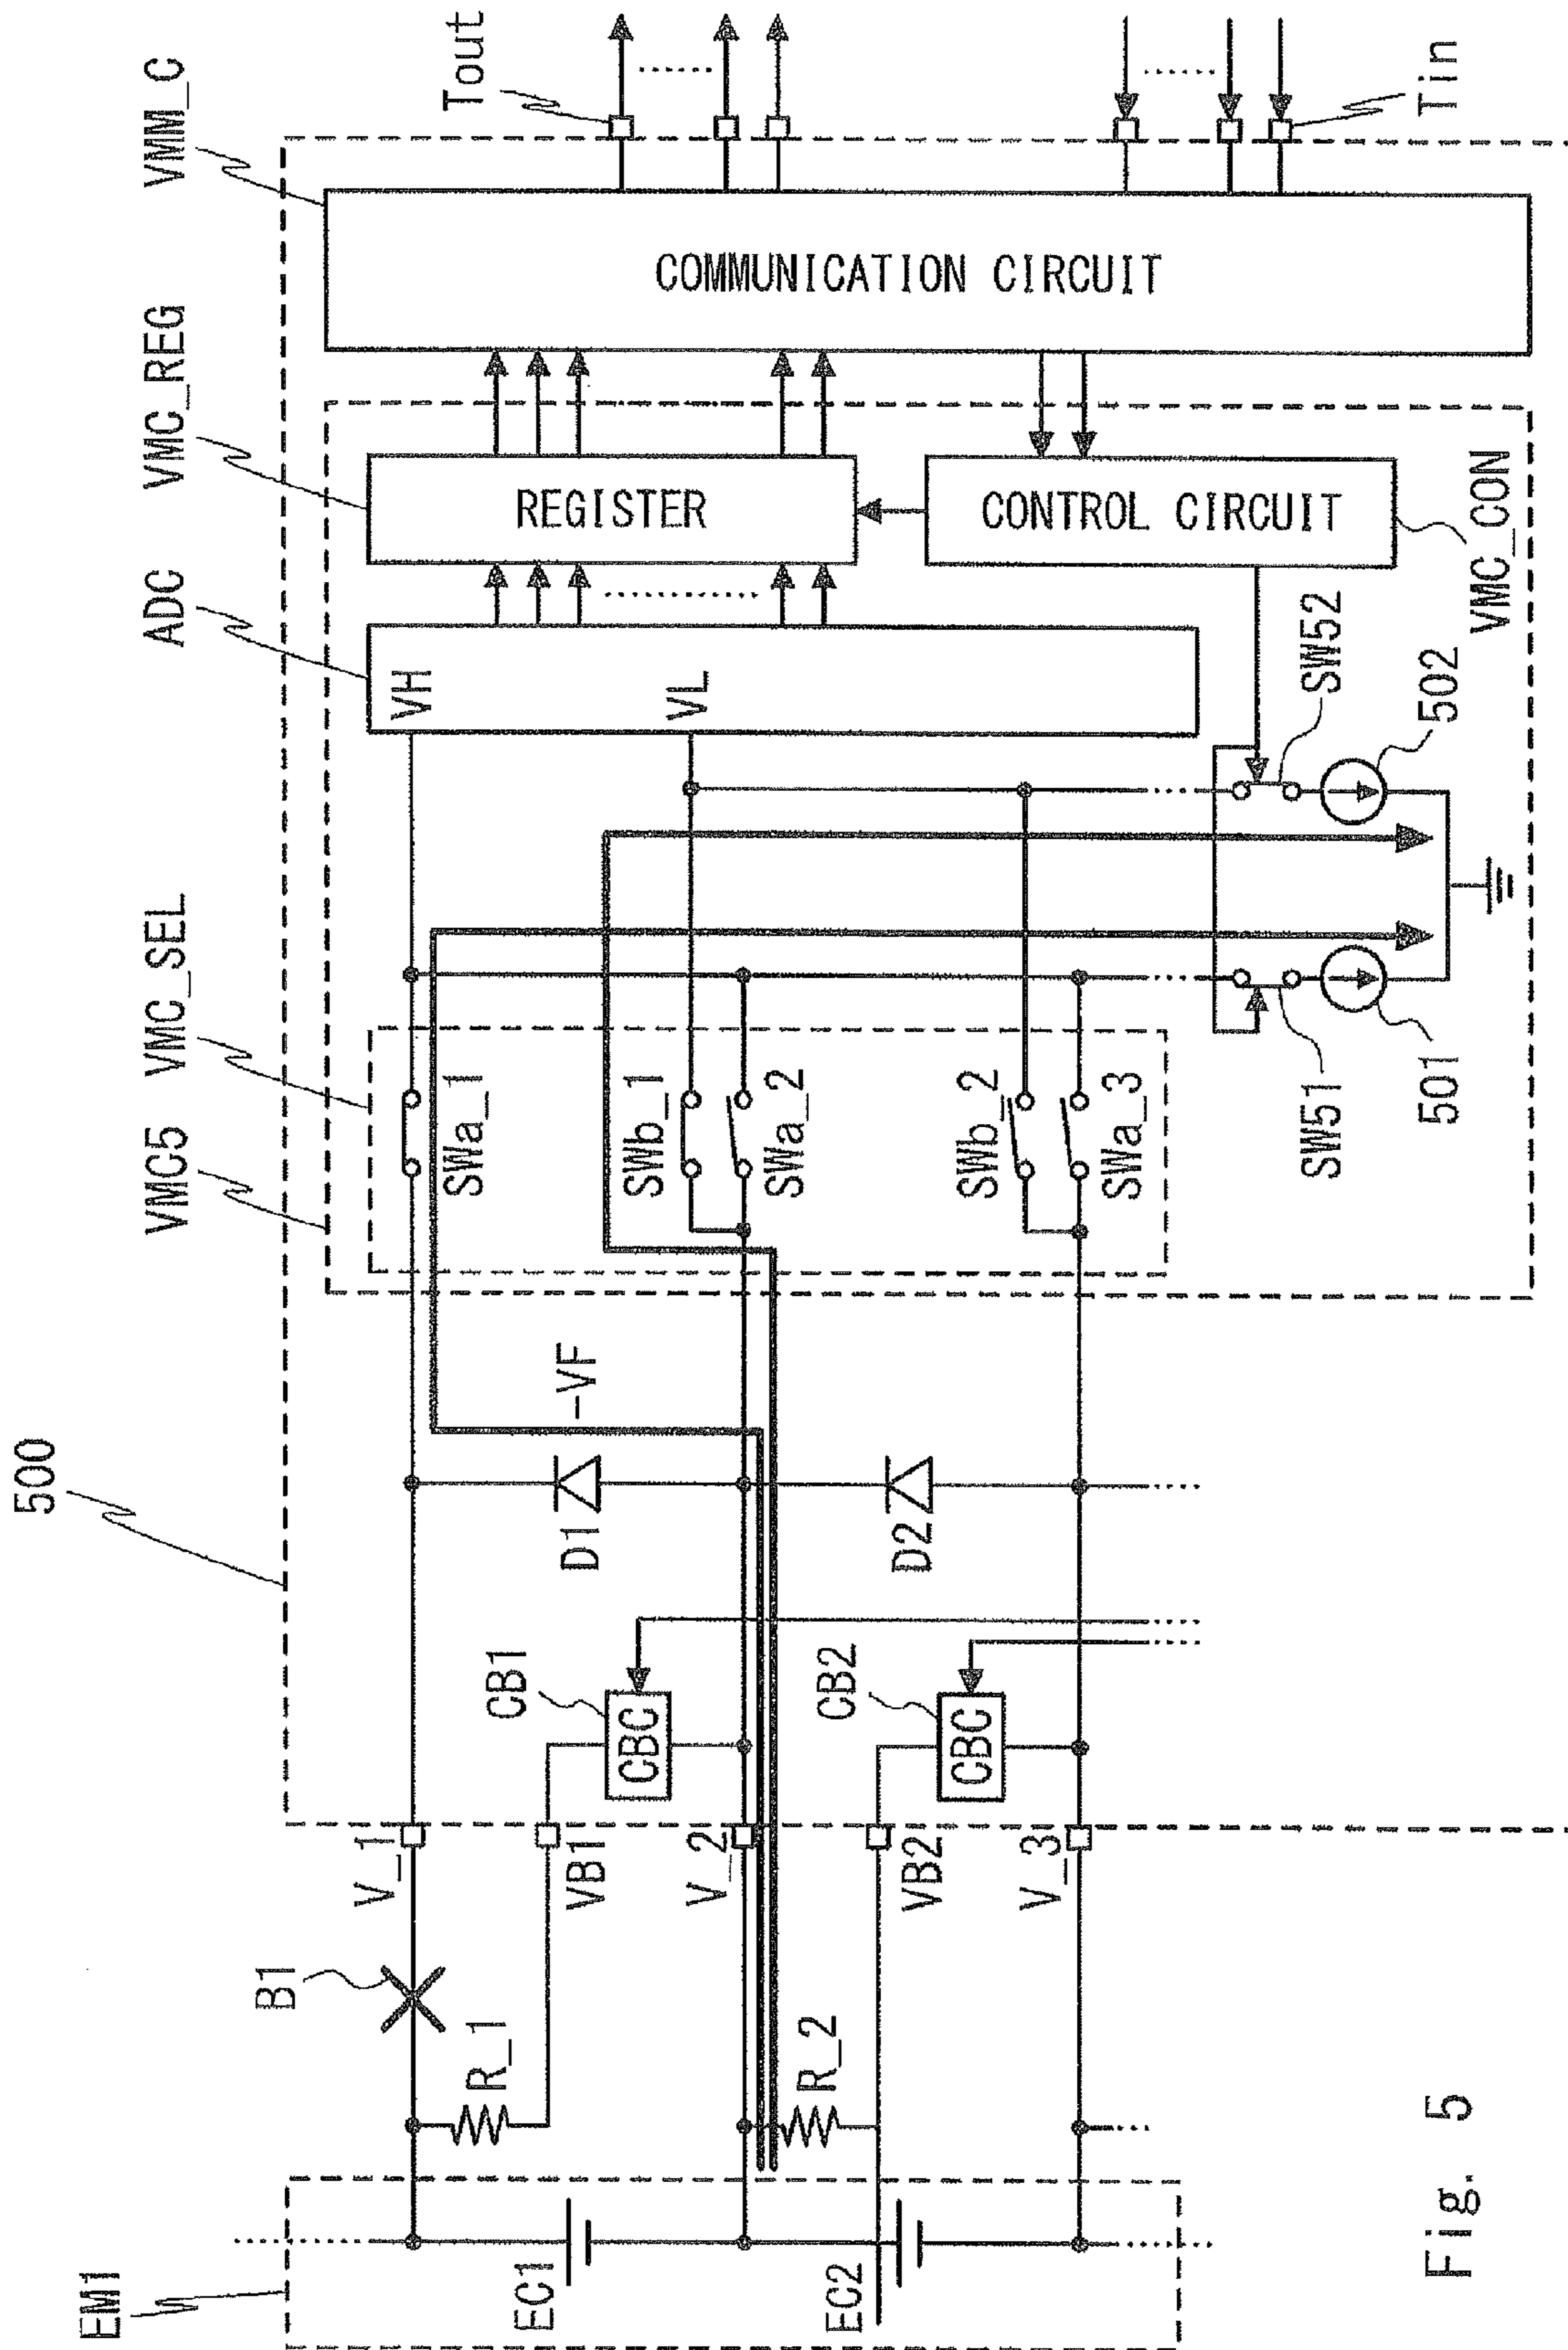 500
VMC5
VMC_SEL
ADC
VMC_REG
VMM_C
Tout
EM1
B1
V_1
SWa_1
VH
REGISTER
COMMUNICATION CIRCUIT
EC1
R_1
VB1
CB1
CBC
D1
-VF
SWb_1
VL
V_2
SWa_2
EC2
R_2
VB2
CB2
CBC
D2
SWb_2
CONTROL CIRCUIT
V_3
SWa_3
SW51
501
SW52
502
VMC_CON
Tin
Fig. 5